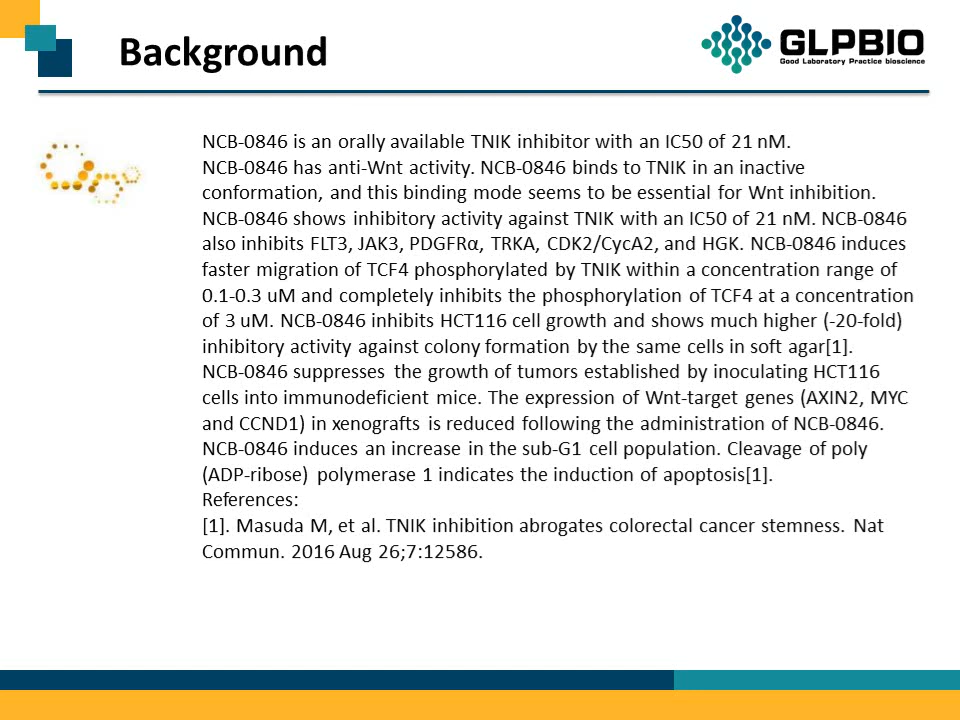 Background
GLPBIO
Good Laboratory Practice bioscience
NCB-0846 is an orally available TNIK inhibitor with an IC50 of 21 nM.
NCB-0846 has anti-Wnt activity. NCB-0846 binds to TNIK in an inactive
conformation, and this binding mode seems to be essential for Wnt inhibition.
NCB-0846 shows inhibitory activity against TNIK with an IC50 of 21 nM. NCB-0846
also inhibits FLT3, JAK3, PDGFRα, TRKA, CDK2/CycA2, and HGK. NCB-0846 induces
faster migration of TCF4 phosphorylated by TNIK within a concentration range of
0.1-0.3 uM and completely inhibits the phosphorylation of TCF4 at a concentration
of 3 uM. NCB-0846 inhibits HCT116 cell growth and shows much higher (-20-fold)
inhibitory activity against colony formation by the same cells in soft agar[1].
NCB-0846 suppresses the growth of tumors established by inoculating HCT116
cells into immunodeficient mice. The expression of Wnt-target genes (AXIN2, MYC
and CCND1) in xenografts is reduced following the administration of NCB-0846.
NCB-0846 induces an increase in the sub-G1 cell population. Cleavage of poly
(ADP-ribose) polymerase 1 indicates the induction of apoptosis[1].
References:
[1]. Masuda M, et al. TNIK inhibition abrogates colorectal cancer stemness. Nat
Commun. 2016 Aug 26;7:12586.